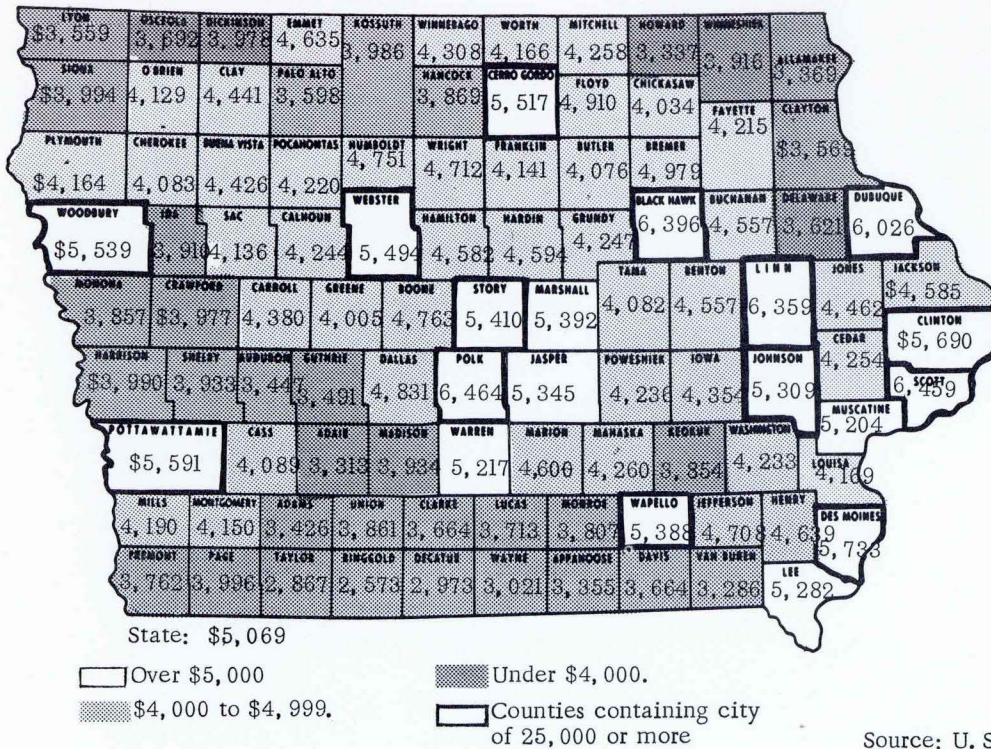 LYON OSCEOLA DICKINSON EMMET KOSSUTH WINNEBAGO WORTH MITCHELL HOWARD WINNESHIEK ALLAMAKEE
$3,559 3,692 3,978 4,635 3,986 4,308 4,166 4,258 3,337 3,916 3,369
SIOUX O'BRIEN CLAY PALO ALTO HANCOCK CERRO GORDO FLOYD CHICKASAW FAYETTE CLAYTON
$3,994 4,129 4,441 3,598 3,869 5,517 4,910 4,034 4,215 $3,569
PLYMOUTH CHEROKEE BUENA VISTA POCAHONTAS HUMBOLDT WRIGHT FRANKLIN BUTLER BREMER
$4,164 4,083 4,426 4,220 4,751 4,712 4,141 4,076 4,979
WOODBURY IDA SAC CALHOUN WEBSTER HAMILTON HARDIN GRUNDY BLACK HAWK BUCHANAN DELAWARE DUBUQUE
$5,539 3,910 4,136 4,244 5,494 4,582 4,594 4,247 6,396 4,557 3,621 6,026
MONONA CRAWFORD CARROLL GREENE BOONE STORY MARSHALL TAMA BENTON LINN JONES JACKSON
3,857 $3,977 4,380 4,005 4,763 5,410 5,392 4,082 4,557 6,359 4,462 $4,585
CLINTON
$5,690
HARRISON SHELBY AUDUBON GUTHRIE DALLAS POLK JASPER POWESHIEK IOWA JOHNSON CEDAR SCOTT
$3,990 3,933 3,447 3,491 4,831 6,464 5,345 4,236 4,354 5,309 4,254 6,459
MUSCATINE
5,204
POTTAWATTAMIE CASS ADAIR MADISON WARREN MARION MAHASKA KEOKUK WASHINGTON LOUISA
$5,591 4,089 3,313 3,934 5,217 4,600 4,260 3,854 4,233 4,169
MILLS MONTGOMERY ADAMS UNION CLARKE LUCAS MONROE WAPELLO JEFFERSON HENRY DES MOINES
4,190 4,150 3,426 3,861 3,664 3,713 3,807 5,388 4,708 4,639 5,733
FREMONT PAGE TAYLOR RINGGOLD DECATUR WAYNE APPANOOSE DAVIS VAN BUREN LEE
3,762 3,996 2,867 2,573 2,973 3,021 3,355 3,664 3,286 5,282
State: $5,069
Over $5,000
$4,000 to $4,999.
Under $4,000.
Counties containing city
of 25,000 or more
Source: U. S